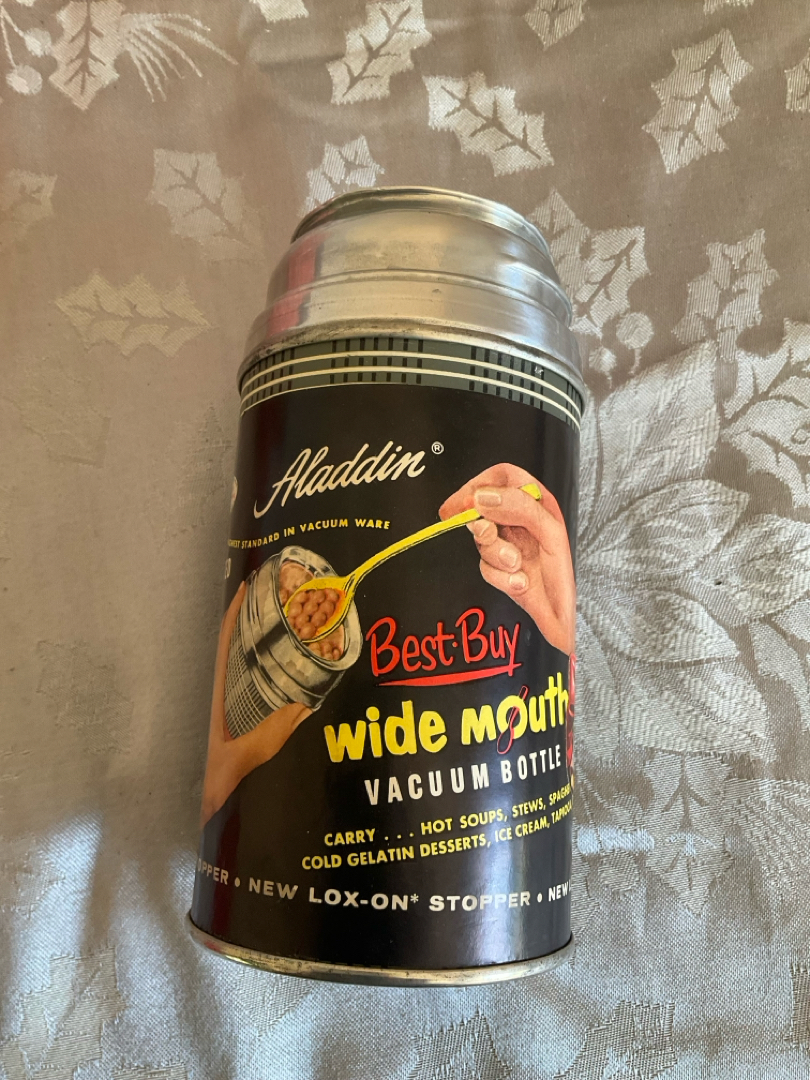 Aladdin®
STANDARD IN VACUUM WARE
Best-Buy
wide mouth
VACUUM BOTTLE
CARRY . . . HOT SOUPS, STEWS,
COLD GELATIN DESSERTS, ICE CREAM,
• NEW LOX-ON* STOPPER • NEW